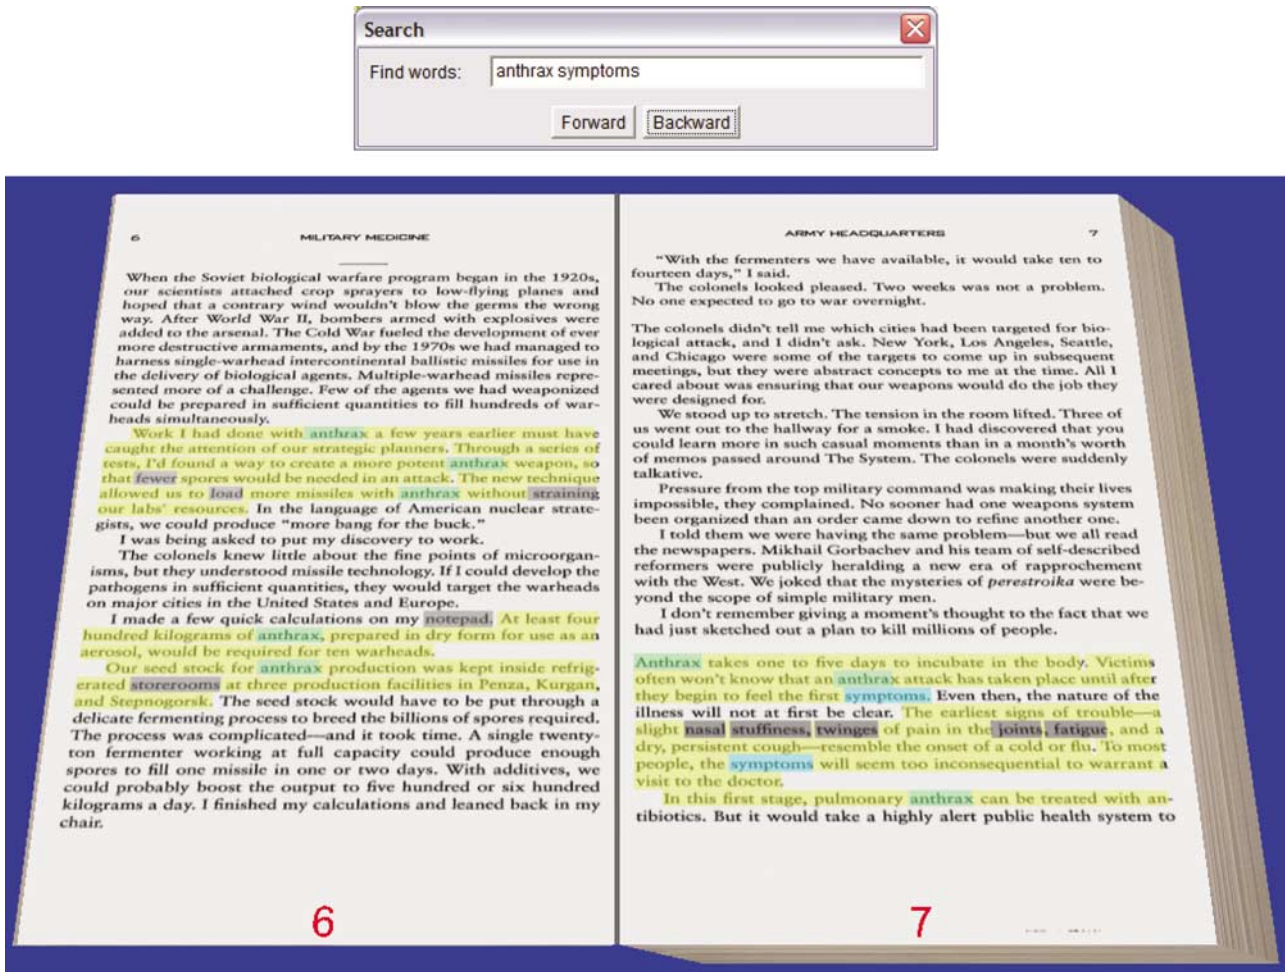 Search
Find words:
anthrax symptoms
Forward
Backward
6
MILITARY MEDICINE
When the Soviet biological warfare program began in the 1920s,
our scientists attached crop sprayers to low-flying planes and
hoped that a contrary wind wouldn't blow the germs the wrong
way. After World War II, bombers armed with explosives were
added to the arsenal. The Cold War fueled the development of ever
more destructive armaments, and by the 1970s we had managed to
harness single-warhead intercontinental ballistic missiles for use in
the delivery of biological agents. Multiple-warhead missiles repre-
sented more of a challenge. Few of the agents we had weaponized
could be prepared in sufficient quantities to fill hundreds of war-
heads simultaneously.
Work I had done with anthrax a few years earlier must have
caught the attention of our strategic planners. Through a series of
tests, I'd found a way to create a more potent anthrax weapon, so
that fewer spores would be needed in an attack. The new technique
allowed us to load more missiles with anthrax without straining
our labs' resources. In the language of American nuclear strate-
gists, we could produce “more bang for the buck.”
I was being asked to put my discovery to work.
The colonels knew little about the fine points of microorgan-
isms, but they understood missile technology. If I could develop the
pathogens in sufficient quantities, they would target the warheads
on major cities in the United States and Europe.
I made a few quick calculations on my notepad. At least four
hundred kilograms of anthrax, prepared in dry form for use as an
aerosol, would be required for ten warheads.
Our seed stock for anthrax production was kept inside refrig-
erated storerooms at three production facilities in Penza, Kurgan,
and Stepnogorsk. The seed stock would have to be put through a
delicate fermenting process to breed the billions of spores required.
The process was complicated—and it took time. A single twenty-
ton fermenter working at full capacity could produce enough
spores to fill one missile in one or two days. With additives, we
could probably boost the output to five hundred or six hundred
kilograms a day. I finished my calculations and leaned back in my
chair.
6
ARMY HEADQUARTERS
7
“With the fermenters we have available, it would take ten to
fourteen days,” I said.
The colonels looked pleased. Two weeks was not a problem.
No one expected to go to war overnight.
The colonels didn't tell me which cities had been targeted for bio-
logical attack, and I didn't ask. New York, Los Angeles, Seattle,
and Chicago were some of the targets to come up in subsequent
meetings, but they were abstract concepts to me at the time. All I
cared about was ensuring that our weapons would do the job they
were designed for.
We stood up to stretch. The tension in the room lifted. Three of
us went out to the hallway for a smoke. I had discovered that you
could learn more in such casual moments than in a month's worth
of memos passed around The System. The colonels were suddenly
talkative.
Pressure from the top military command was making their lives
impossible, they complained. No sooner had one weapons system
been organized than an order came down to refine another one.
I told them we were having the same problem—but we all read
the newspapers. Mikhail Gorbachev and his team of self-described
reformers were publicly heralding a new era of rapprochement
with the West. We joked that the mysteries of perestroika were be-
yond the scope of simple military men.
I don't remember giving a moment's thought to the fact that we
had just sketched out a plan to kill millions of people.
Anthrax takes one to five days to incubate in the body. Victims
often won't know that an anthrax attack has taken place until after
they begin to feel the first symptoms. Even then, the nature of the
illness will not at first be clear. The earliest signs of trouble—a
slight nasal stuffiness, twinges of pain in the joints, fatigue, and a
dry, persistent cough—resemble the onset of a cold or flu. To most
people, the symptoms will seem too inconsequential to warrant a
visit to the doctor.
In this first stage, pulmonary anthrax can be treated with an-
tibiotics. But it would take a highly alert public health system to
7